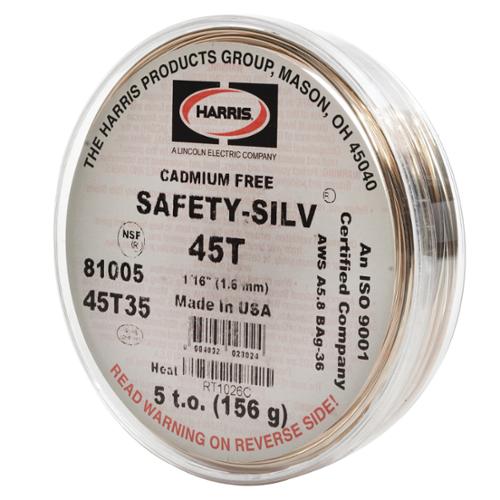 THE HARRIS PRODUCTS GROUP, MASON, OH 45040
HARRIS
A LINCOLN ELECTRIC COMPANY
CADMIUM FREE
SAFETY-SILV
45T
1/16" (1.6 mm)
Made In USA
NSF
81005
45T35
An ISO 9001
Certified Company
AWS A5.8 BAg-36
Heat
RT1026C
5 t.o. (156 g)
READ WARNING ON REVERSE SIDE!